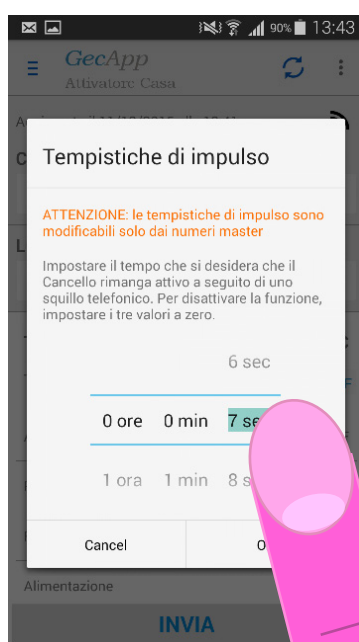 90% 13:43
GecApp
Attivatore Casa
Tempistiche di impulso
ATTENZIONE: le tempistiche di impulso sono
modificabili solo dai numeri master
Impostare il tempo che si desidera che il
Cancello rimanga attivo a seguito di uno
squillo telefonico. Per disattivare la funzione,
impostare i tre valori a zero.
6 sec
0 ore 0 min 7 se
1 ora 1 min 8 s
Cancel O
Alimentazione
INVIA